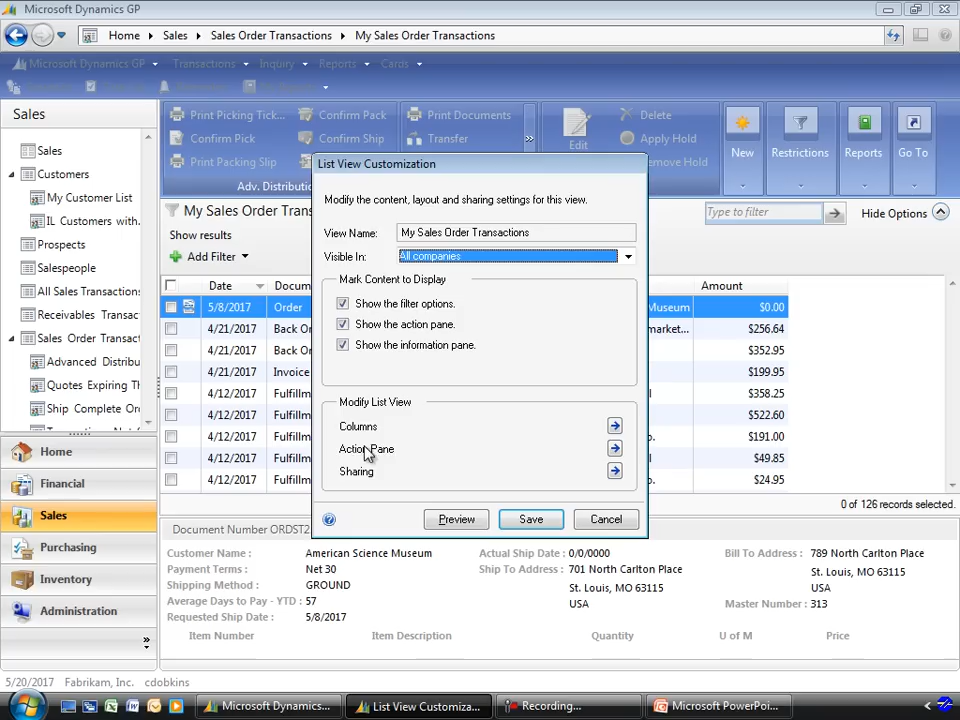 Microsoft Dynamics GP
Home
Sales
Sales Order Transactions
My Sales Order Transactions
Microsoft Dynamics GP
Transactions
Inquiry
Reports
Cards
Sales
Print Picking Tick...
Confirm Pack
Print Documents
Delete
Confirm Pick
Confirm Ship
Transfer
»
Edit
Apply Hold
New
Restrictions
Reports
Go To
Print Packing Slip
move Hold
Adv. Distributio
Sales
Customers
My Customer List
IL Customers with.
Prospects
Salespeople
All Sales Transactions
Receivables Transac
Sales Order Transact
Advanced Distribu
Quotes Expiring Th
Ship Complete Or
Home
Financial
Sales
Purchasing
Inventory
Administration
»
My Sales Order Trans
Type to filter
Hide Options
Show results
Add Filter
Date
Docum
Amount
5/8/2017 Order Museum $0.00
4/21/2017 Back O market... $256.64
4/21/2017 Back O $352.95
4/21/2017 Invoice $199.95
4/12/2017 Fulfillm $358.25
4/12/2017 Fulfillm $522.60
4/12/2017 Fulfillm o. $191.00
4/12/2017 Fulfillm $49.85
4/12/2017 Fulfillm $24.95
0 of 126 records selected.
List View Customization
Modify the content, layout and sharing settings for this view.
View Name: My Sales Order Transactions
Visible In: All companies
Mark Content to Display
Show the filter options.
Show the action pane.
Show the information pane.
Modify List View
Columns
Action Pane
Sharing
Preview
Save
Cancel
Document Number ORDST2
Customer Name : American Science Museum
Payment Terms : Net 30
Shipping Method : GROUND
Average Days to Pay - YTD : 57
Requested Ship Date : 5/8/2017
Actual Ship Date : 0/0/0000
Ship To Address : 701 North Carlton Place
St. Louis, MO 63115
USA
Bill To Address : 789 North Carlton Place
St. Louis, MO 63115
USA
Master Number : 313
Item Number
Item Description
Quantity
U of M
Price
5/20/2017 Fabrikam, Inc. cdobkins
Microsoft Dynamics...
List View Customiza...
Recording...
Microsoft PowerPoi...